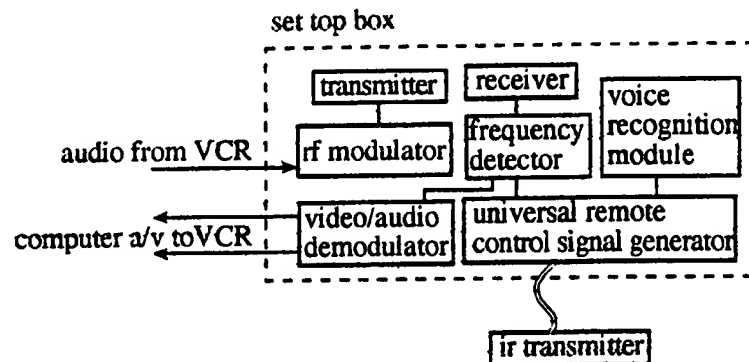 set top box
transmitter
receiver
voice
recognition
module
audio from VCR
rf modulator
frequency
detector
computer a/v toVCR
video/audio
demodulator
universal remote
control signal generator
ir transmitter